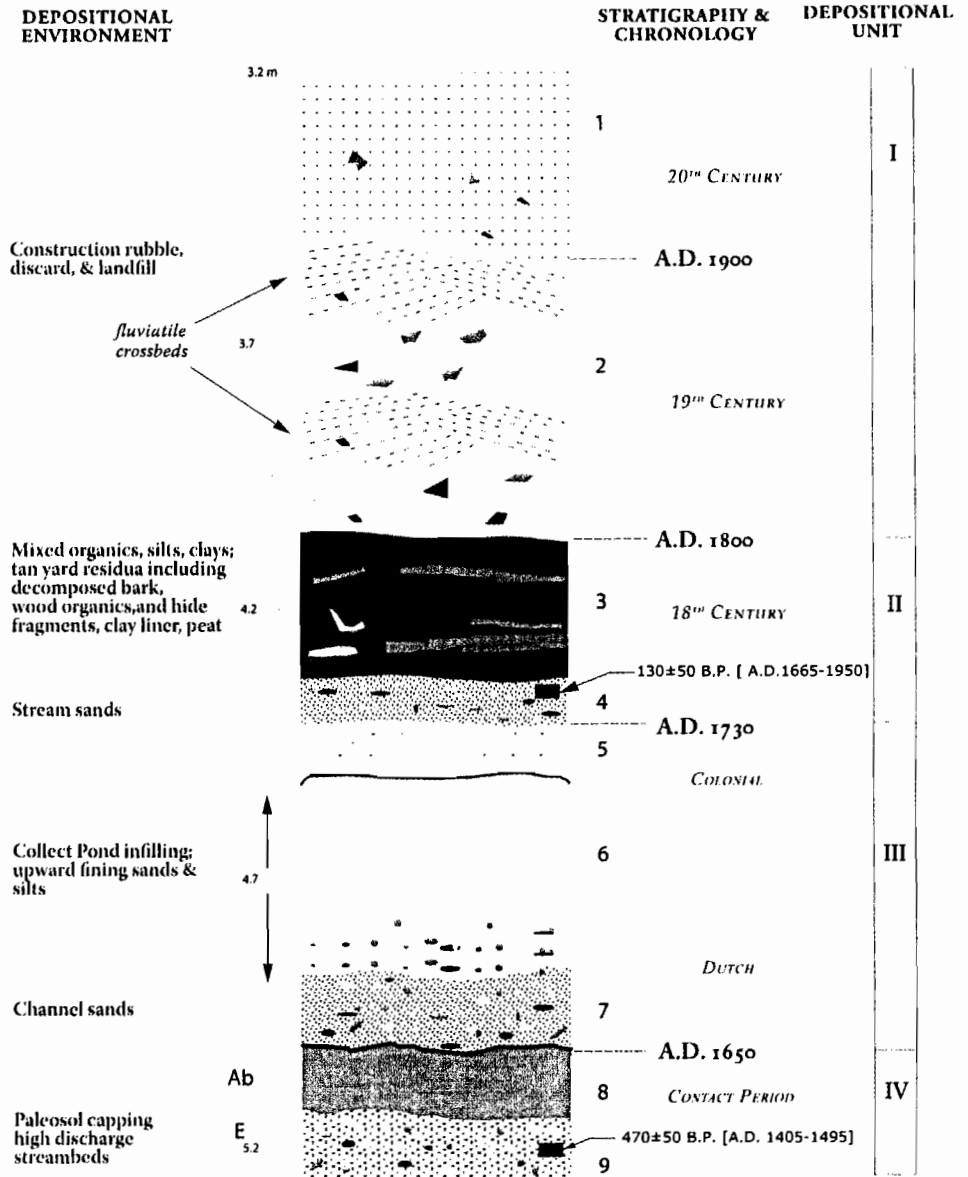 DEPOSITIONAL
ENVIRONMENT
STRATIGRAPHY &
CHRONOLOGY
DEPOSITIONAL
UNIT
3.2 m
1
I
20TH CENTURY
Construction rubble,
discard, & landfill
A.D. 1900
fluviatile
crossbeds
3.7
2
19TH CENTURY
A.D. 1800
Mixed organics, silts, clays;
tan yard residua including
decomposed bark,
wood organics,and hide
fragments, clay liner, peat
4.2
3
18TH CENTURY
II
130±50 B.P. [ A.D.1665-1950]
Stream sands
4
A.D. 1730
5
COLONIAL
Collect Pond infilling;
upward fining sands &
silts
4.7
6
III
DUTCH
Channel sands
7
A.D. 1650
Ab
8
CONTACT PERIOD
IV
Paleosol capping
high discharge
streambeds
E
5.2
470±50 B.P. [A.D. 1405-1495]
9